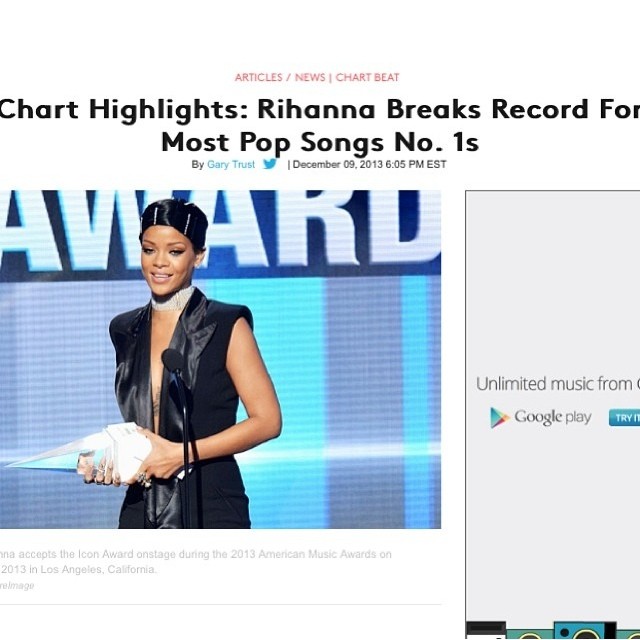 ARTICLES / NEWS | CHART BEAT
Chart Highlights: Rihanna Breaks Record For
Most Pop Songs No. 1s
By Gary Trust | December 09, 2013 6:05 PM EST
AWARD
nna accepts the Icon Award onstage during the 2013 American Music Awards on
2013 in Los Angeles, California.
reImage
Unlimited music from G
Google play TRY IT